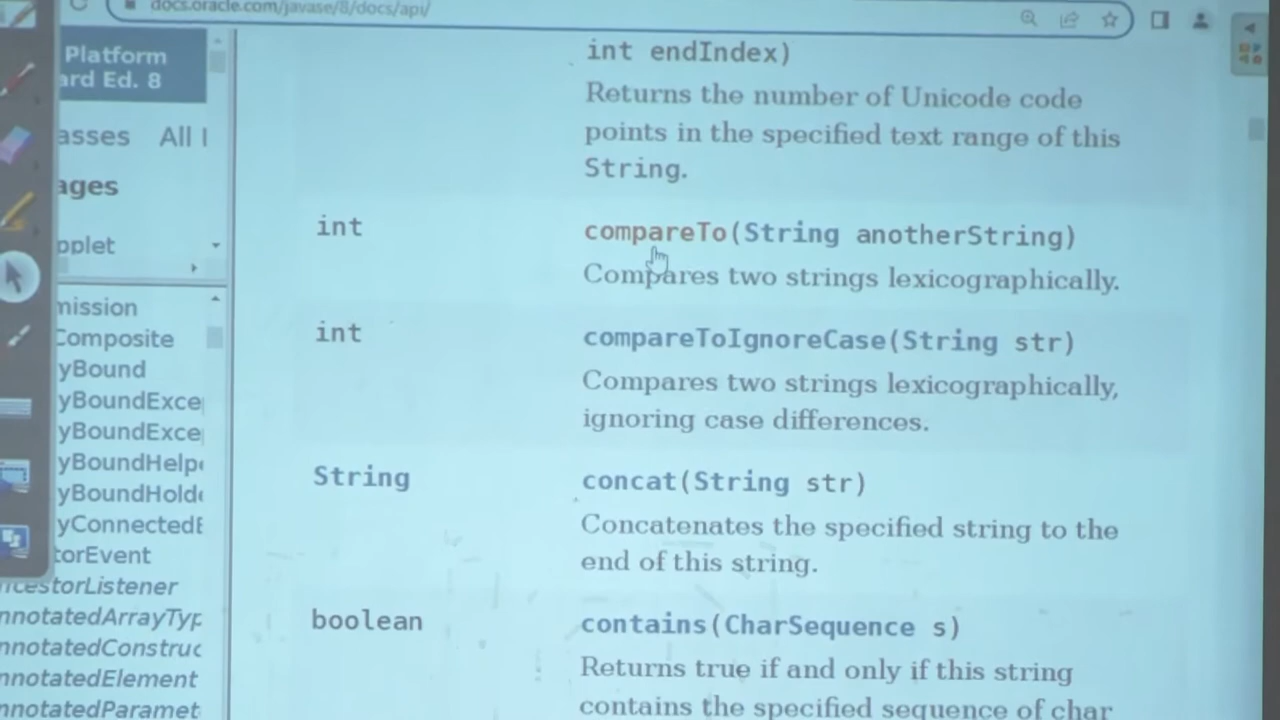 docs.oracle.com/javase/8/docs/api/
Platform
ard Ed. 8
asses All
ages
pplet
mission
Composite
yBound
yBoundExce
yBoundExce
yBoundHelp
yBoundHold
yConnectedE
torEvent
ncestorListener
nnotatedArrayTyp
nnotatedConstruc
nnotatedElement
nnotatedParamet
int endIndex)
Returns the number of Unicode code
points in the specified text range of this
String.
int compareTo(String anotherString)
Compares two strings lexicographically.
int compareToIgnoreCase(String str)
Compares two strings lexicographically,
ignoring case differences.
String concat(String str)
Concatenates the specified string to the
end of this string.
boolean contains(CharSequence s)
Returns true if and only if this string
contains the specified sequence of char